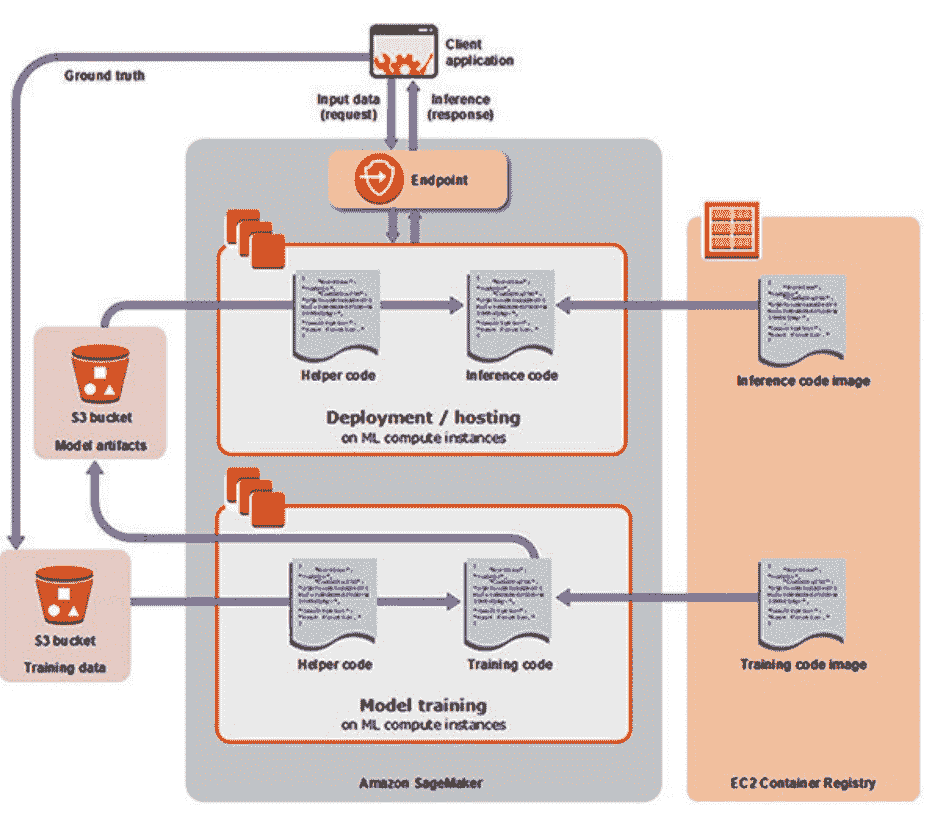 Client
application
Ground truth
Input data
(request)
Inference
(response)
Endpoint
Helper code
Inference code
Inference code image
Deployment / hosting
on ML compute instances
S3 bucket
Model artifacts
S3 bucket
Training data
Helper code
Training code
Training code image
Model training
on ML compute instances
Amazon SageMaker
EC2 Container Registry